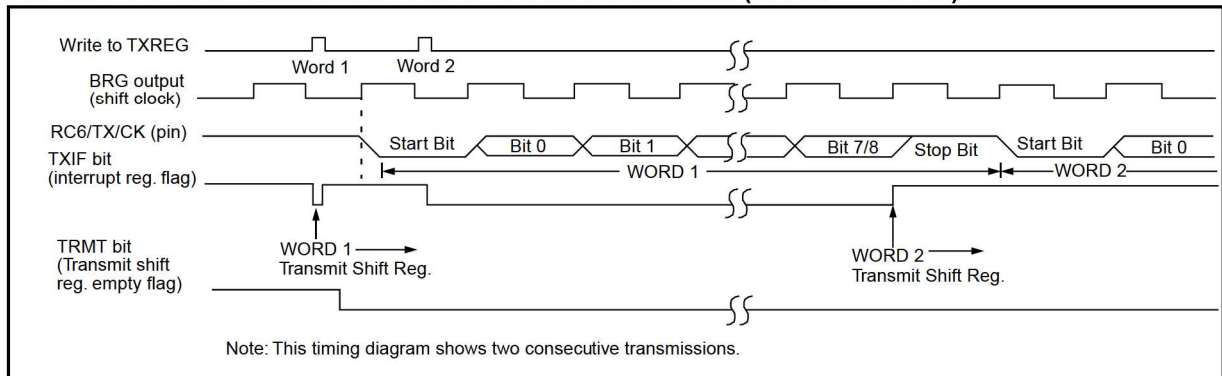 Write to TXREG
Word 1
Word 2
BRG output
(shift clock)
RC6/TX/CK (pin)
Start Bit
Bit 0
Bit 1
Bit 7/8
Stop Bit
Start Bit
Bit 0
TXIF bit
(interrupt reg. flag)
WORD 1
WORD 2
TRMT bit
(Transmit shift
reg. empty flag)
WORD 1
Transmit Shift Reg.
WORD 2
Transmit Shift Reg.
Note: This timing diagram shows two consecutive transmissions.